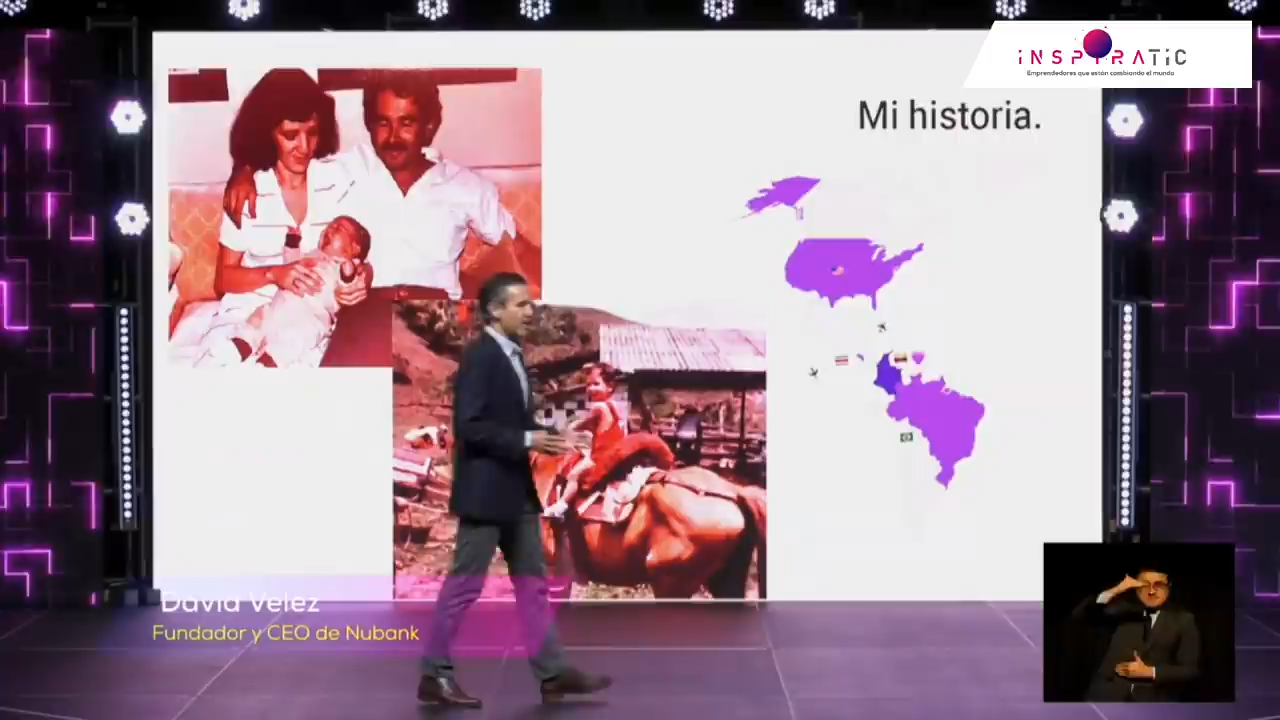 INSPIRATIC
Emprendedores que están cambiando el mundo
Mi historia.
David Velez
Fundador y CEO de Nubank